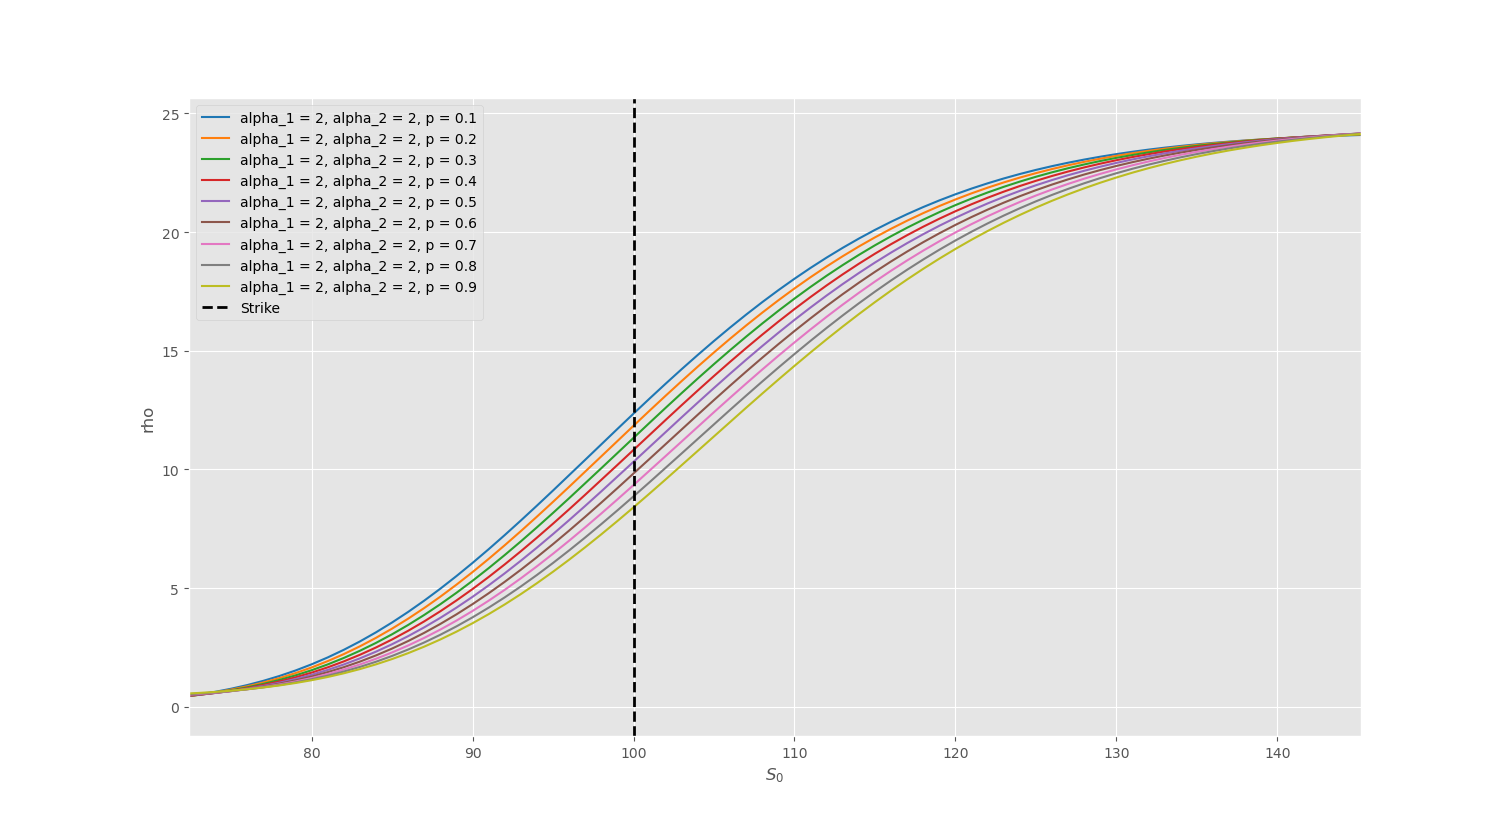 25
20
15
10
5
0
rho
alpha_1 = 2, alpha_2 = 2, p = 0.1
alpha_1 = 2, alpha_2 = 2, p = 0.2
alpha_1 = 2, alpha_2 = 2, p = 0.3
alpha_1 = 2, alpha_2 = 2, p = 0.4
alpha_1 = 2, alpha_2 = 2, p = 0.5
alpha_1 = 2, alpha_2 = 2, p = 0.6
alpha_1 = 2, alpha_2 = 2, p = 0.7
alpha_1 = 2, alpha_2 = 2, p = 0.8
alpha_1 = 2, alpha_2 = 2, p = 0.9
Strike
80 90 100 110 120 130 140
S₀